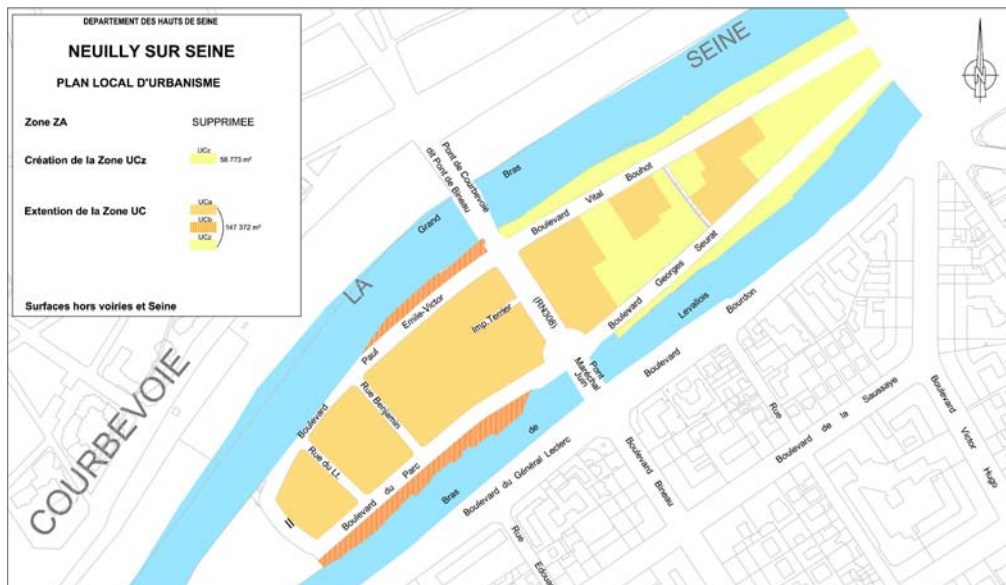 DEPARTEMENT DES HAUTS DE SEINE
NEUILLY SUR SEINE
PLAN LOCAL D'URBANISME
Zone ZA SUPPRIMEE
Création de la Zone UCz UCz 58 773 m²
Extention de la Zone UC UCa
UCb 147 372 m²
UCz
Surfaces hors voiries et Seine
SEINE
LA
COURBEVOIE
Grand
Bras
Pont de Courbevoie
dit Pont de Bineau
Boulevard Vital Bouhot
Boulevard Georges Seurat
(RN308)
Boulevard Paul Emile-Victor
Imp.Terrier
Rue Benjamin
Rue du Lt.
Boulevard du Parc
Pont
Maréchal
Juin
Bras de
Levallois
Boulevard Bourdon
Boulevard du Général Leclerc
Boulevard Bineau
Rue
Boulevard de la Saussaye
Boulevard Victor Hugo
Rue Edoua